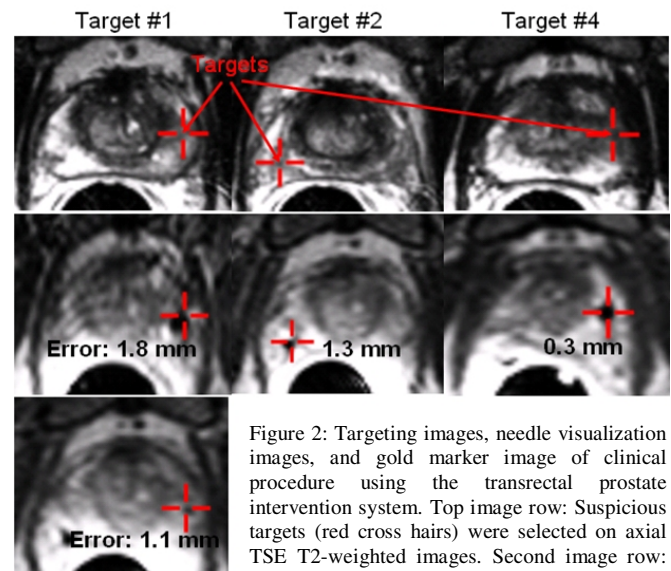 Target #1 Target #2 Target #4
Targets
Error: 1.8 mm 1.3 mm 0.3 mm
Error: 1.1 mm
Figure 2: Targeting images, needle visualization
images, and gold marker image of clinical
procedure using the transrectal prostate
intervention system. Top image row: Suspicious
targets (red cross hairs) were selected on axial
TSE T2-weighted images. Second image row: